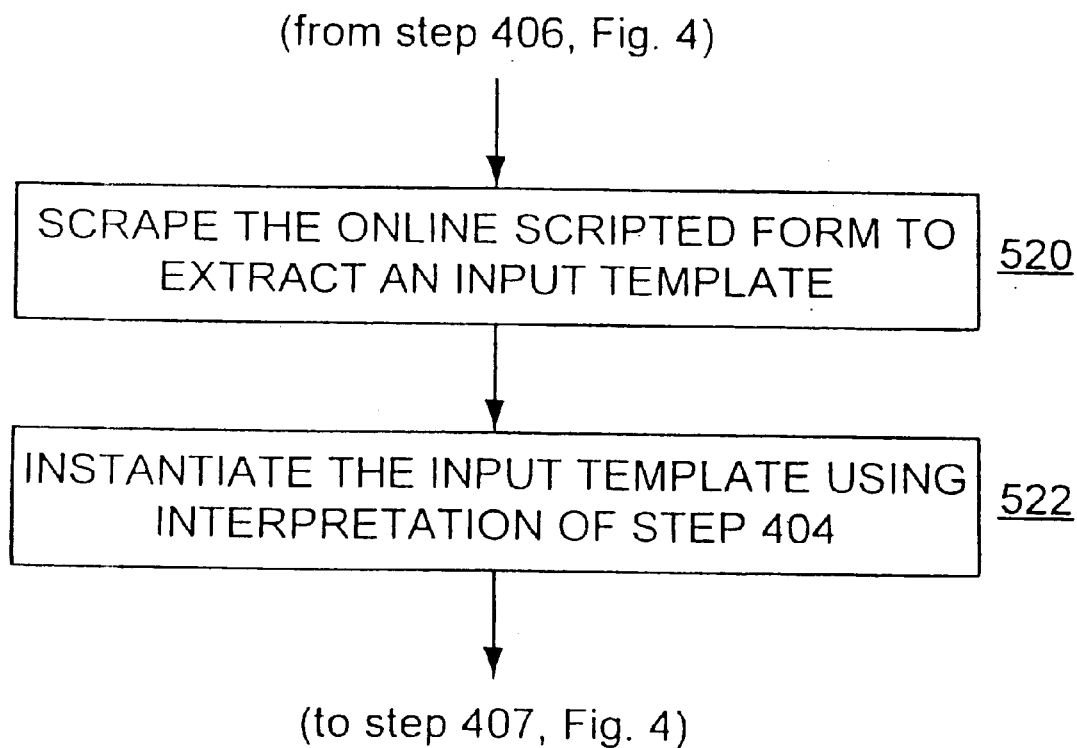 (from step 406, Fig. 4)
SCRAPE THE ONLINE SCRIPTED FORM TO
EXTRACT AN INPUT TEMPLATE
520
INSTANTIATE THE INPUT TEMPLATE USING
INTERPRETATION OF STEP 404
522
(to step 407, Fig. 4)